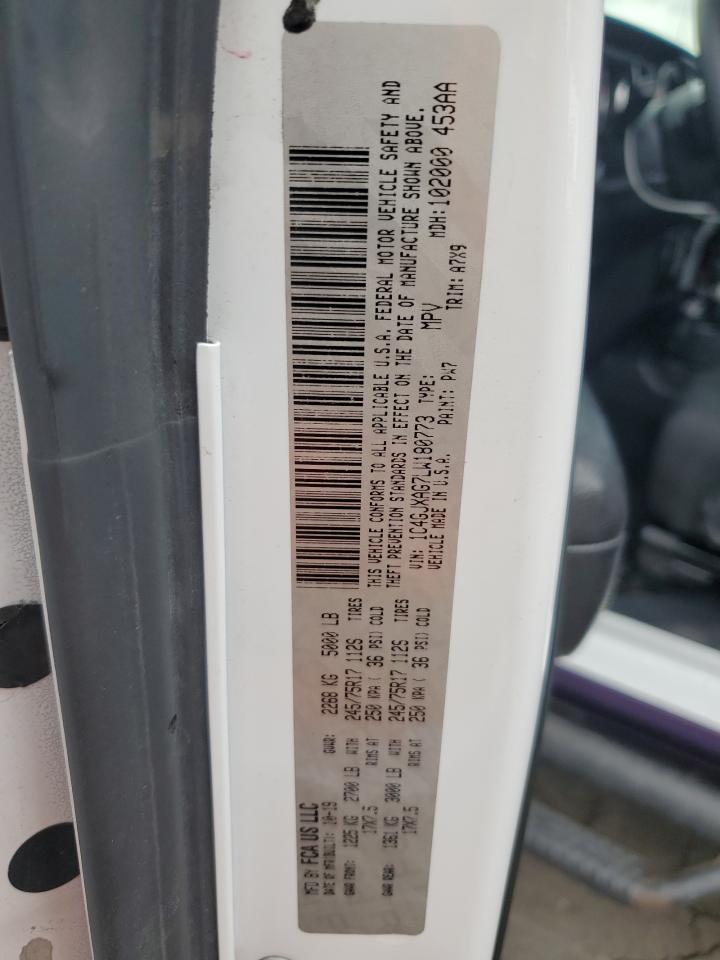 MFD BY FCA US LLC
DATE OF MFR(BUILT): 10-19 GVWR: 2268 KG 5000 LB
GAWR FRONT: 1225 KG 2700 LB WITH 245/75R17 112S TIRES
17X7.5 RIMS AT 250 KPA ( 36 PSI) COLD
GAWR REAR: 1361 KG 3000 LB WITH 245/75R17 112S TIRES
17X7.5 RIMS AT 250 KPA ( 36 PSI) COLD
THIS VEHICLE CONFORMS TO ALL APPLICABLE U.S.A. FEDERAL MOTOR VEHICLE SAFETY AND
THEFT PREVENTION STANDARDS IN EFFECT ON THE DATE OF MANUFACTURE SHOWN ABOVE.
VIN: 1C4GJXAG7LW180773 TYPE: MPV MDH:102000 453AA
VEHICLE MADE IN U.S.A. PAINT: PW7 TRIM: A7X9